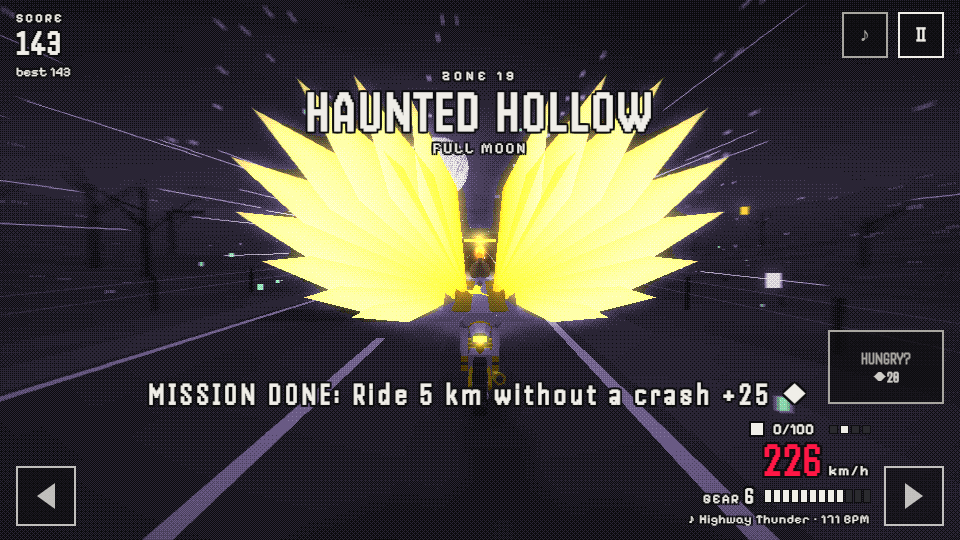 SCORE
143
best 143
♪
II
ZONE 19
HAUNTED HOLLOW
FULL MOON
HUNGRY?
20
MISSION DONE: Ride 5 km without a crash +25
0/100
226 km/h
GEAR 6
♪ Highway Thunder · 171 BPM